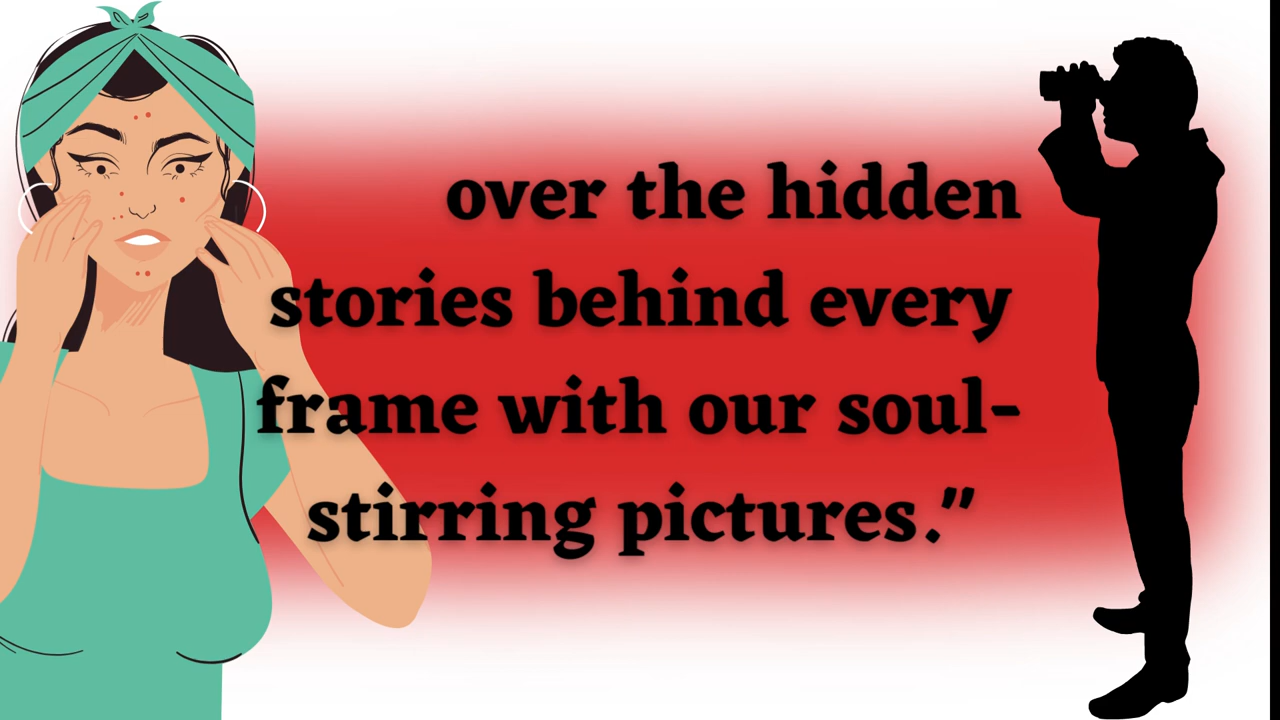 over the hidden
stories behind every
frame with our soul-
stirring pictures.”